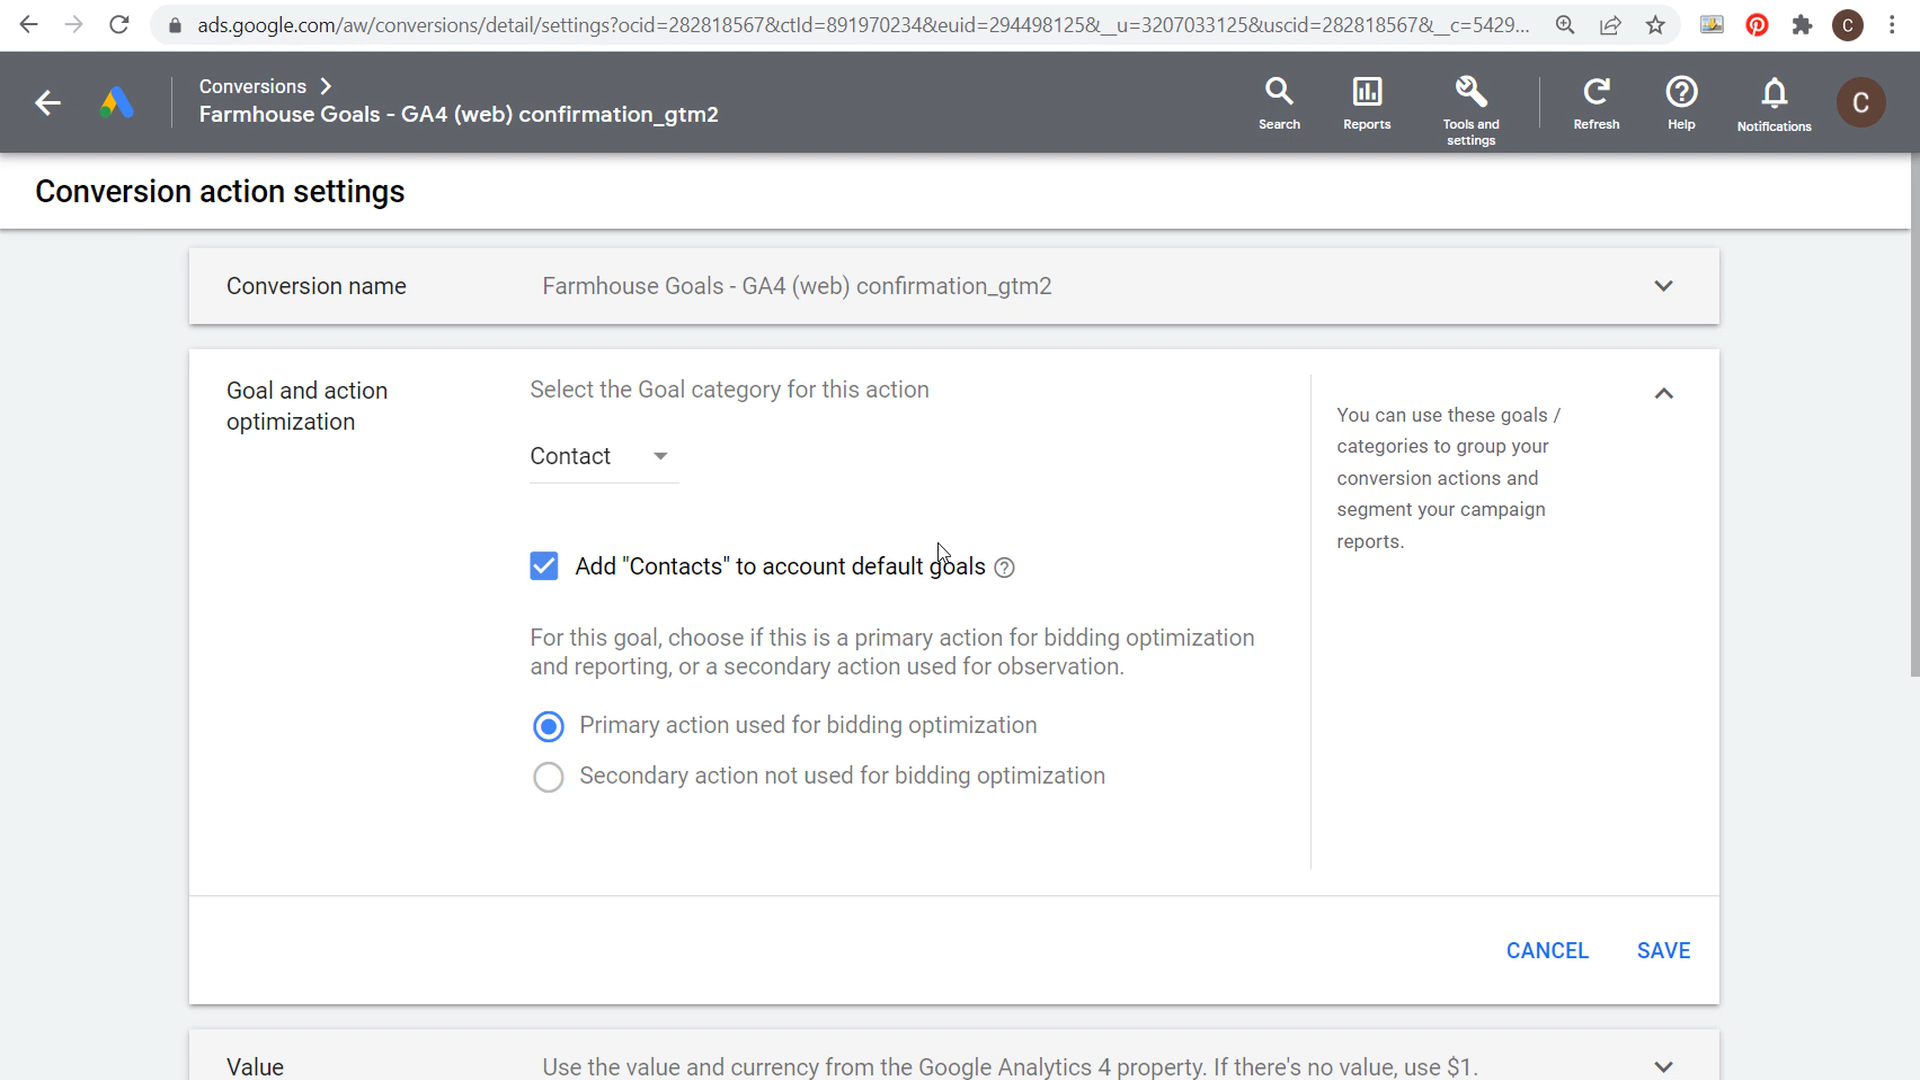 ads.google.com/aw/conversions/detail/settings?ocid=282818567&ctId=891970234&euid=294498125&__u=3207033125&uscid=282818567&__c=5429...
C
Conversions
Farmhouse Goals - GA4 (web) confirmation_gtm2
Search
Reports
Tools and
settings
Refresh
Help
Notifications
C
Conversion action settings
Conversion name
Farmhouse Goals - GA4 (web) confirmation_gtm2
Goal and action
optimization
Select the Goal category for this action
Contact
Add "Contacts" to account default goals
For this goal, choose if this is a primary action for bidding optimization
and reporting, or a secondary action used for observation.
Primary action used for bidding optimization
Secondary action not used for bidding optimization
You can use these goals /
categories to group your
conversion actions and
segment your campaign
reports.
CANCEL
SAVE
Value
Use the value and currency from the Google Analytics 4 property. If there's no value, use $1.